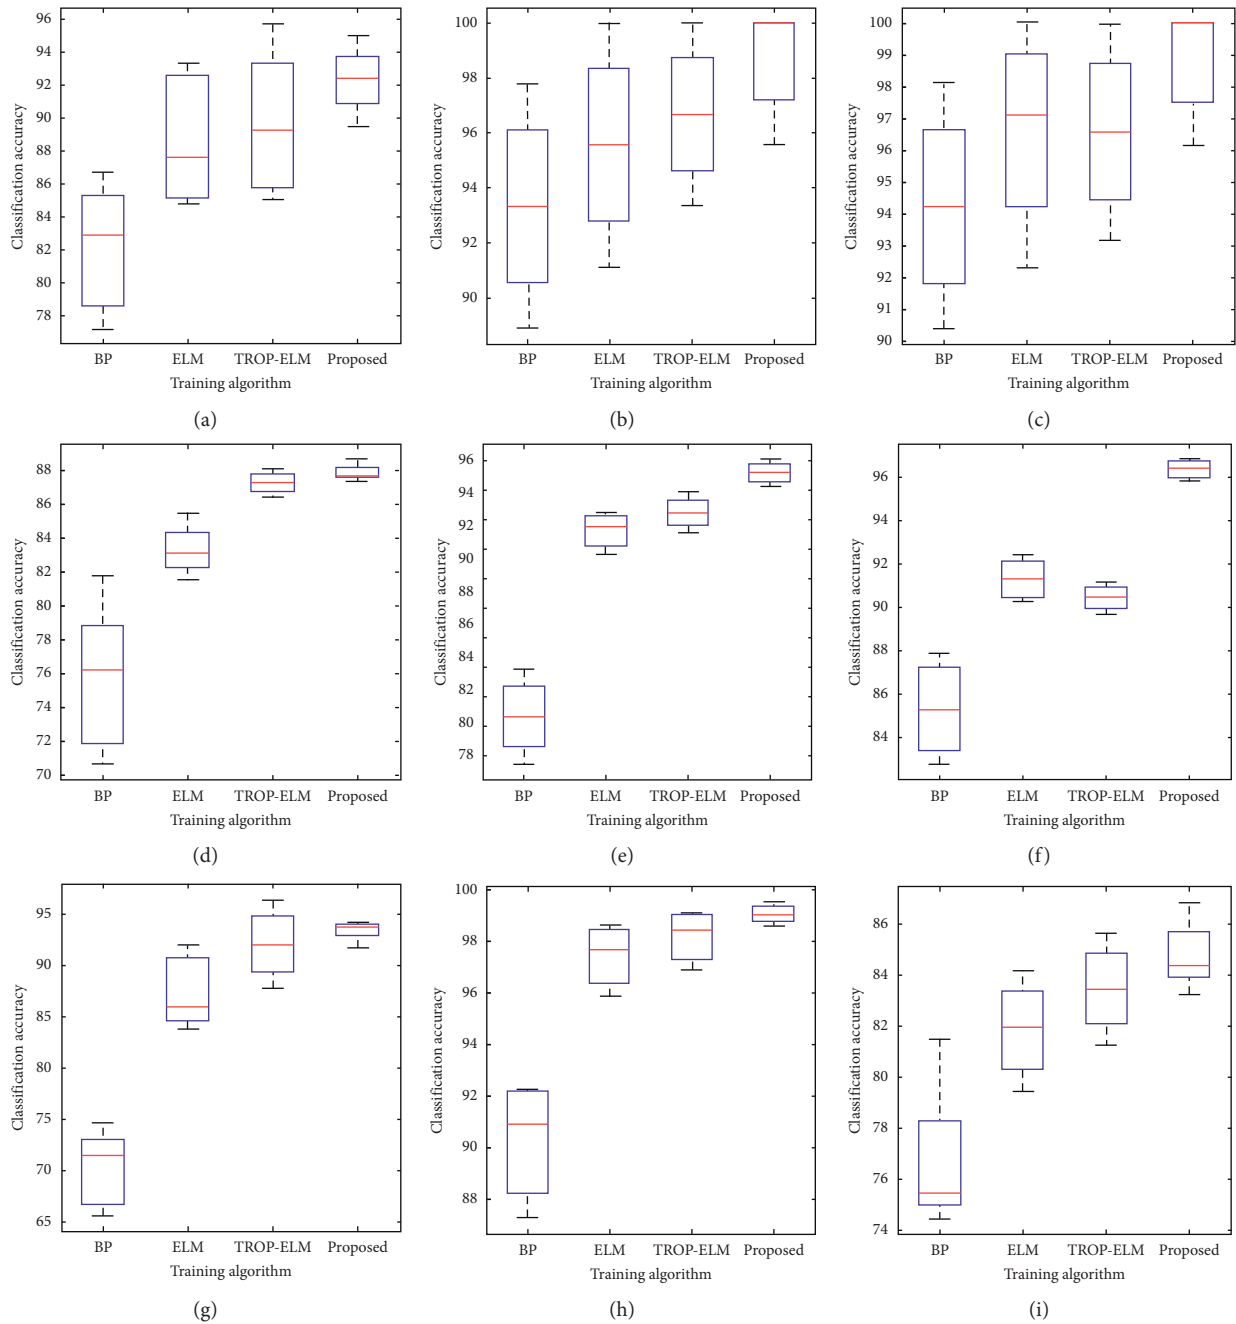 Classification accuracy
96
94
92
90
88
86
84
82
80
78
BP ELM TROP-ELM Proposed
Training algorithm
(a)
Classification accuracy
100
98
96
94
92
90
BP ELM TROP-ELM Proposed
Training algorithm
(b)
Classification accuracy
100
99
98
97
96
95
94
93
92
91
90
BP ELM TROP-ELM Proposed
Training algorithm
(c)
Classification accuracy
88
86
84
82
80
78
76
74
72
70
BP ELM TROP-ELM Proposed
Training algorithm
(d)
Classification accuracy
96
94
92
90
88
86
84
82
80
78
BP ELM TROP-ELM Proposed
Training algorithm
(e)
Classification accuracy
96
94
92
90
88
86
84
BP ELM TROP-ELM Proposed
Training algorithm
(f)
Classification accuracy
95
90
85
80
75
70
65
BP ELM TROP-ELM Proposed
Training algorithm
(g)
Classification accuracy
100
98
96
94
92
90
88
BP ELM TROP-ELM Proposed
Training algorithm
(h)
Classification accuracy
86
84
82
80
78
76
74
BP ELM TROP-ELM Proposed
Training algorithm
(i)